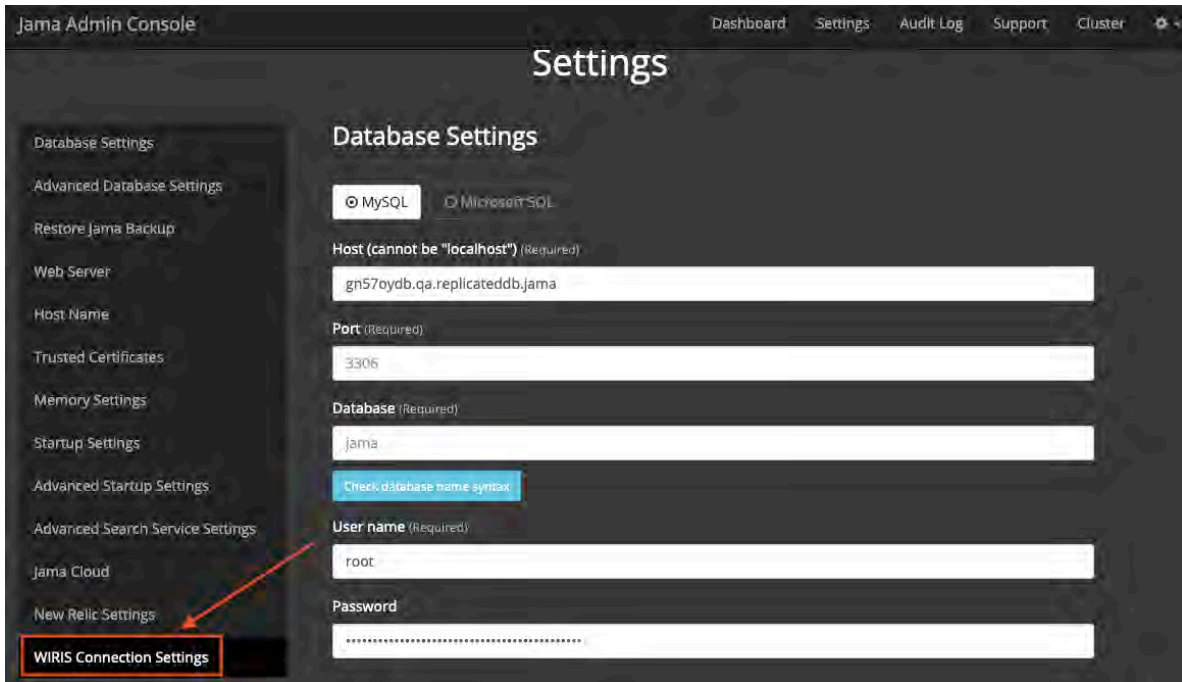 Jama Admin Console
Dashboard Settings Audit Log Support Cluster
Settings
Database Settings
Advanced Database Settings
Restore Jama Backup
Web Server
Host Name
Trusted Certificates
Memory Settings
Startup Settings
Advanced Startup Settings
Advanced Search Service Settings
Jama Cloud
New Relic Settings
WIRIS Connection Settings
Database Settings
MySQL Microsoft SQL
Host (cannot be "localhost") (Required)
gn57oydb.qa.replicateddb.jama
Port (Required)
3306
Database (Required)
jama
Check database name syntax
User name (Required)
root
Password